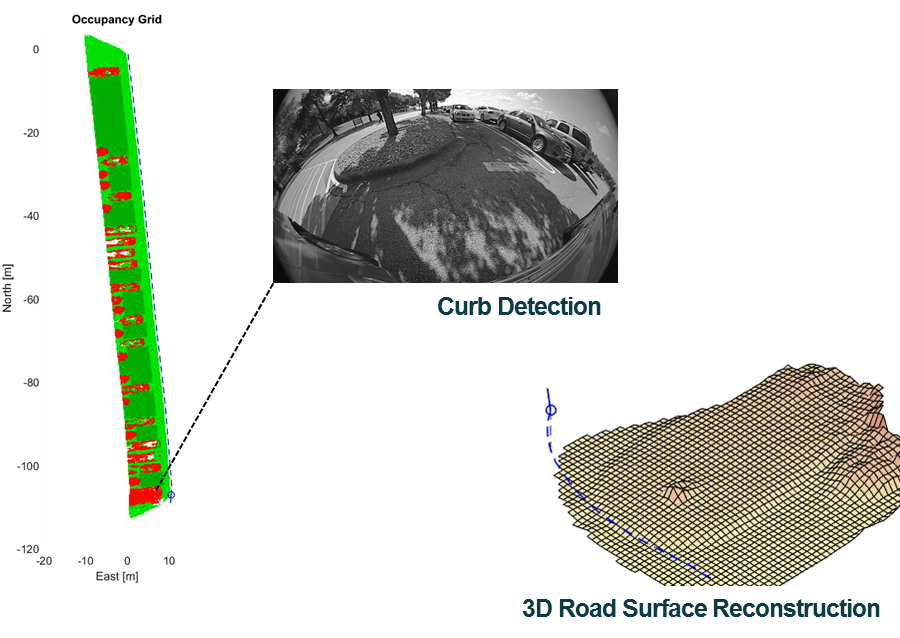 Occupancy Grid
0
-20
-40
-60
-80
-100
-120
North [m]
-20 -10 0 10
East [m]
Curb Detection
3D Road Surface Reconstruction